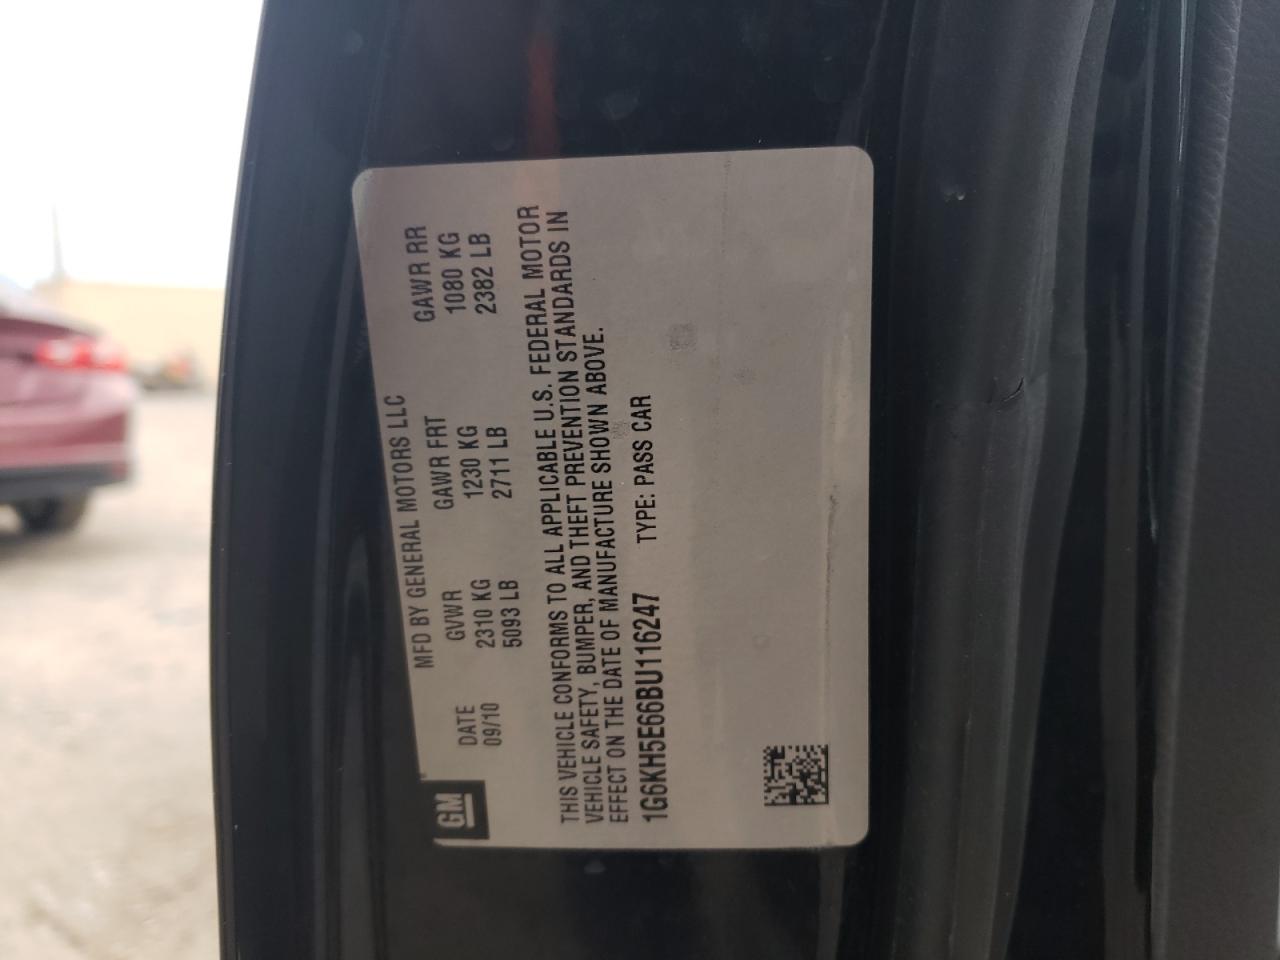 MFD BY GENERAL MOTORS LLC
DATE GVWR GAWR FRT GAWR RR
09/10 2310 KG 1230 KG 1080 KG
5093 LB 2711 LB 2382 LB
THIS VEHICLE CONFORMS TO ALL APPLICABLE U.S. FEDERAL MOTOR
VEHICLE SAFETY, BUMPER, AND THEFT PREVENTION STANDARDS IN
EFFECT ON THE DATE OF MANUFACTURE SHOWN ABOVE.
1G6KH5E66BU116247 TYPE: PASS CAR
GM